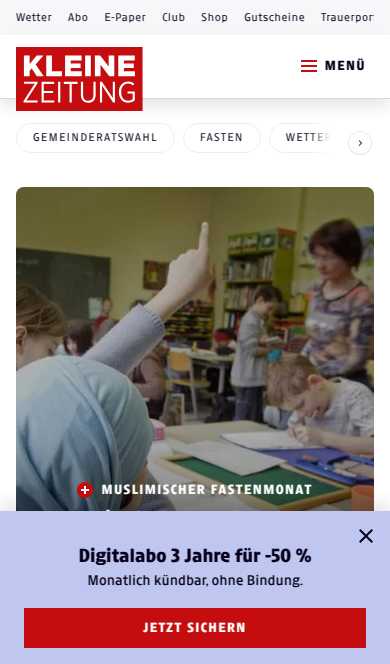 Wetter Abo E-Paper Club Shop Gutscheine Trauerpor
KLEINE
ZEITUNG
MENÜ
GEMEINDERATSWAHL FASTEN WETTER
MUSLIMISCHER FASTENMONAT
Digitalabo 3 Jahre für -50 %
Monatlich kündbar, ohne Bindung.
JETZT SICHERN